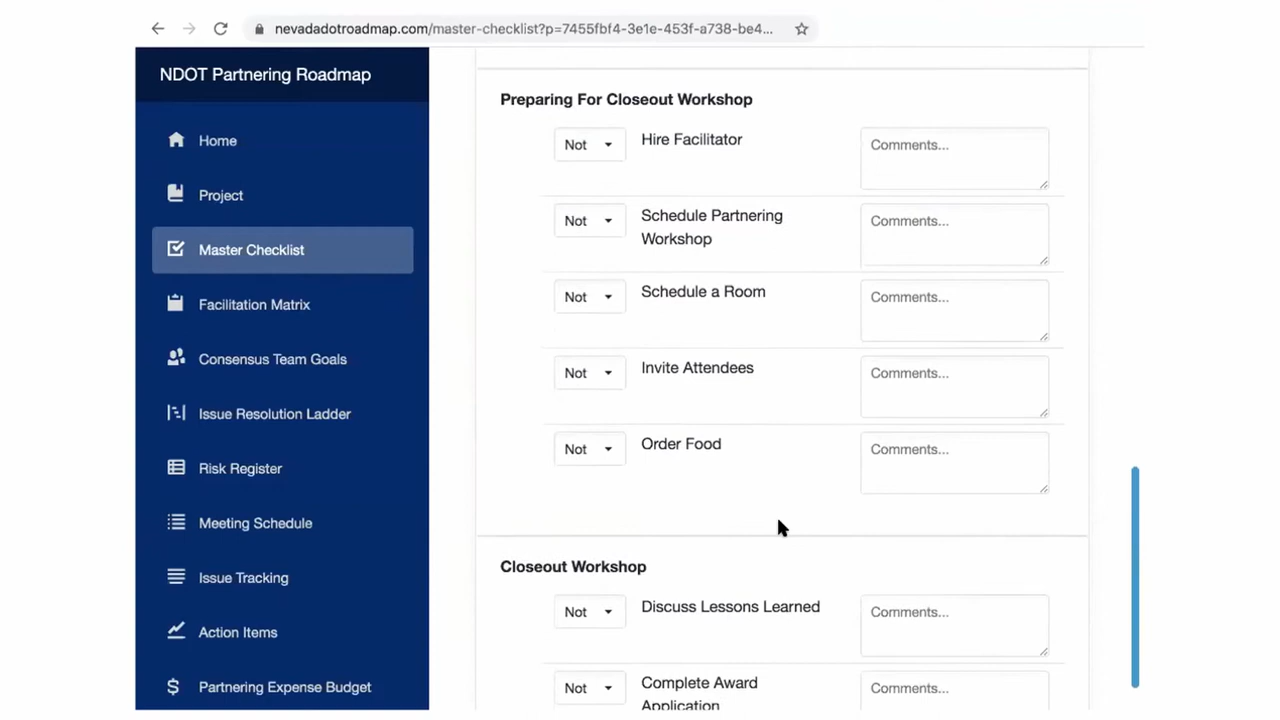 nevadadotroadmap.com/master-checklist?p=7455fbf4-3e1e-453f-a738-be4...
NDOT Partnering Roadmap
Home
Project
Master Checklist
Facilitation Matrix
Consensus Team Goals
Issue Resolution Ladder
Risk Register
Meeting Schedule
Issue Tracking
Action Items
$ Partnering Expense Budget
Preparing For Closeout Workshop
Not Hire Facilitator Comments...
Not Schedule Partnering Comments...
Workshop
Not Schedule a Room Comments...
Not Invite Attendees Comments...
Not Order Food Comments...
Closeout Workshop
Not Discuss Lessons Learned Comments...
Not Complete Award Comments...
Application